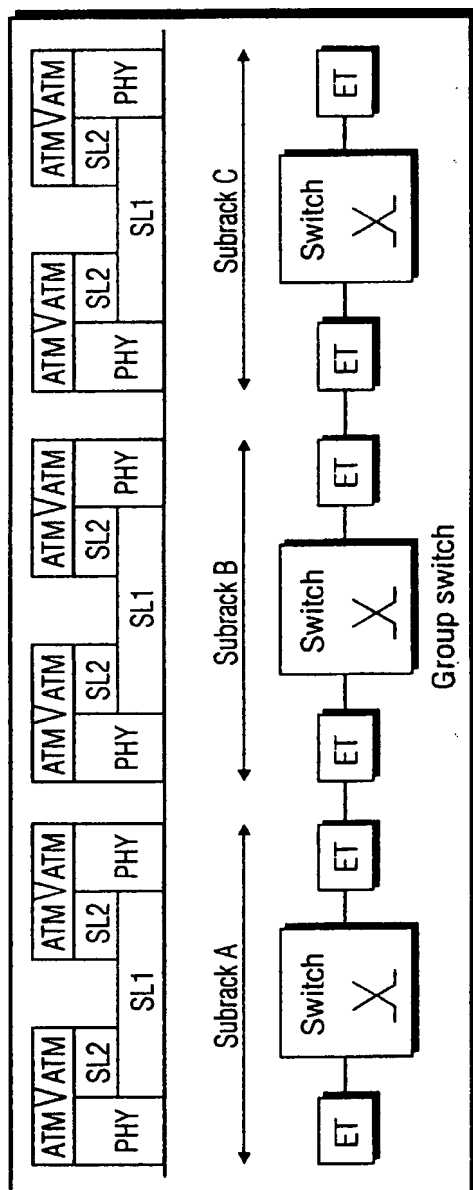 ATM ATM ATM ATM ATM ATM ATM ATM ATM ATM ATM ATM
PHY SL2 SL2 PHY PHY SL2 SL2 PHY PHY SL2 SL2 PHY
SL1 SL1 SL1
Subrack A Subrack B Subrack C
Switch Switch Switch
ET ET ET ET ET ET
Group switch